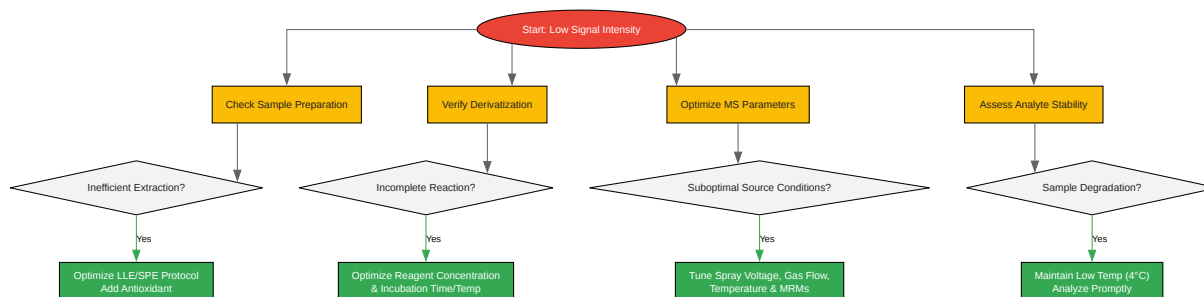 Start: Low Signal Intensity
Check Sample Preparation
Verify Derivatization
Optimize MS Parameters
Assess Analyte Stability
Inefficient Extraction?
Incomplete Reaction?
Suboptimal Source Conditions?
Sample Degradation?
Yes
Yes
Yes
Yes
Optimize LLE/SPE Protocol
Add Antioxidant
Optimize Reagent Concentration
& Incubation Time/Temp
Tune Spray Voltage, Gas Flow,
Temperature & MRMs
Maintain Low Temp (4°C)
Analyze Promptly